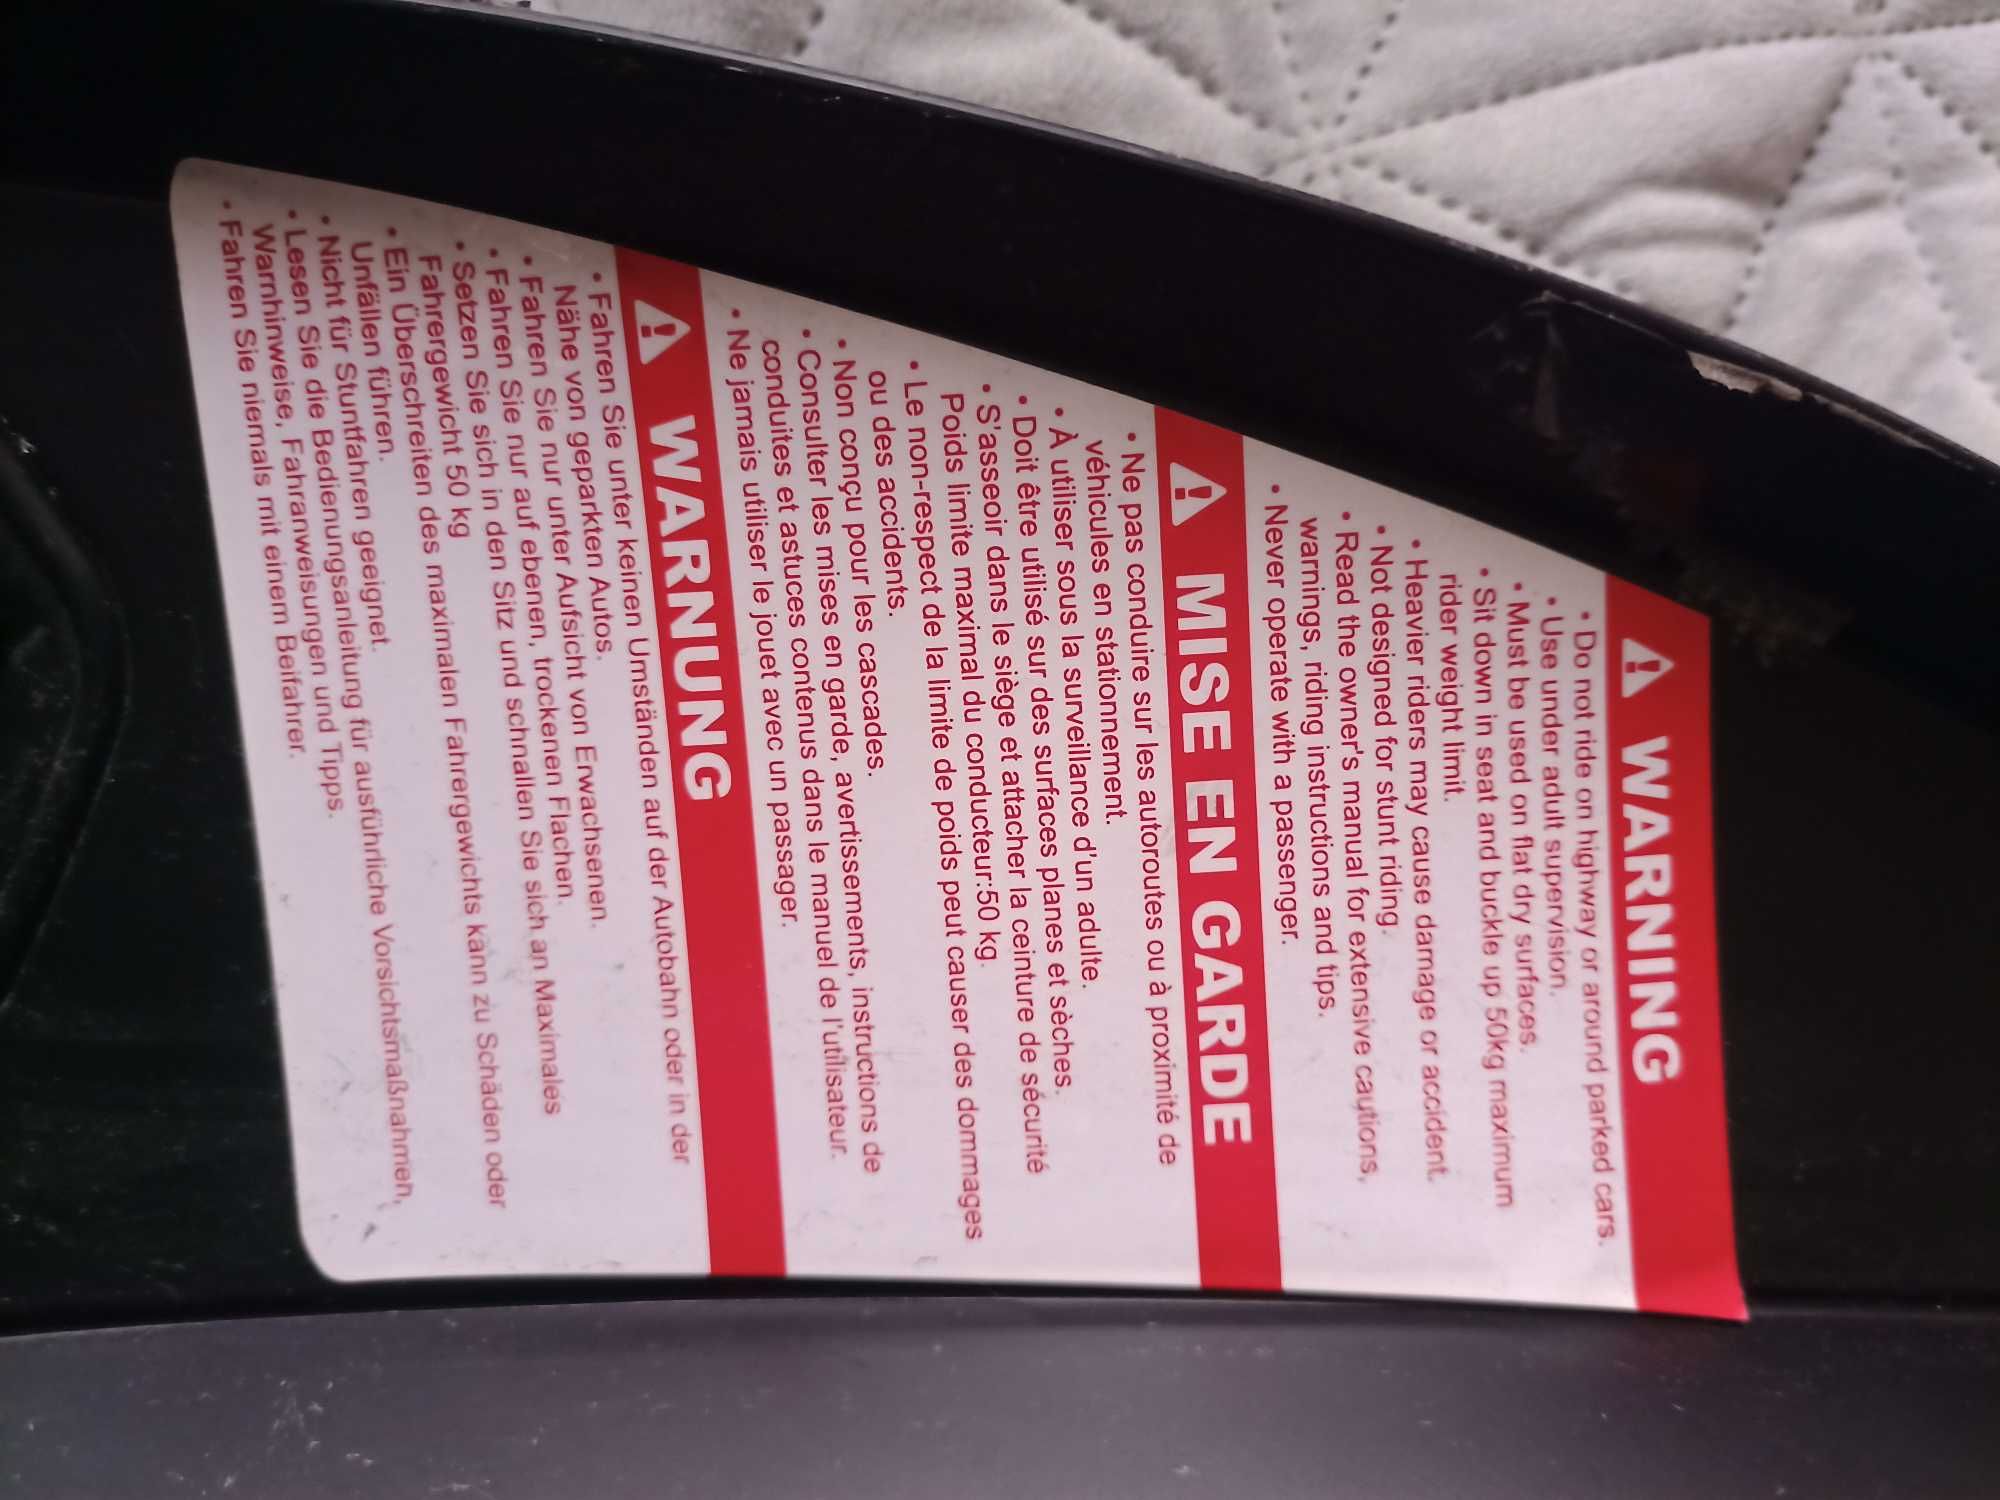 WARNING
• Do not ride on highway or around parked cars.
• Use under adult supervision.
• Must be used on flat dry surfaces.
• Sit down in seat and buckle up 50kg maximum
rider weight limit.
• Heavier riders may cause damage or accident.
• Not designed for stunt riding.
• Read the owner's manual for extensive cautions,
warnings, riding instructions and tips.
• Never operate with a passenger.
MISE EN GARDE
• Ne pas conduire sur les autoroutes ou à proximité de
véhicules en stationnement.
• À utiliser sous la surveillance d'un adulte.
• Doit être utilisé sur des surfaces planes et sèches.
• S'asseoir dans le siège et attacher la ceinture de sécurité
Poids limite maximal du conducteur:50 kg.
• Le non-respect de la limite de poids peut causer des dommages
ou des accidents.
• Non conçu pour les cascades.
• Consulter les mises en garde, avertissements, instructions de
conduites et astuces contenus dans le manuel de l'utilisateur.
• Ne jamais utiliser le jouet avec un passager.
WARNUNG
• Fahren Sie unter keinen Umständen auf der Autobahn oder in der
Nähe von geparkten Autos.
• Fahren Sie nur unter Aufsicht von Erwachsenen.
• Fahren Sie nur auf ebenen, trockenen Flachen.
• Setzen Sie sich in den Sitz und schnallen Sie sich an Maximales
Fahrergewicht 50 kg
• Ein Überschreiten des maximalen Fahrergewichts kann zu Schäden oder
Unfällen führen.
• Nicht für Stuntfahren geeignet.
• Lesen Sie die Bedienungsanleitung für ausführliche Vorsichtsmaßnahmen,
Warnhinweise, Fahranweisungen und Tipps.
• Fahren Sie niemals mit einem Beifahrer.